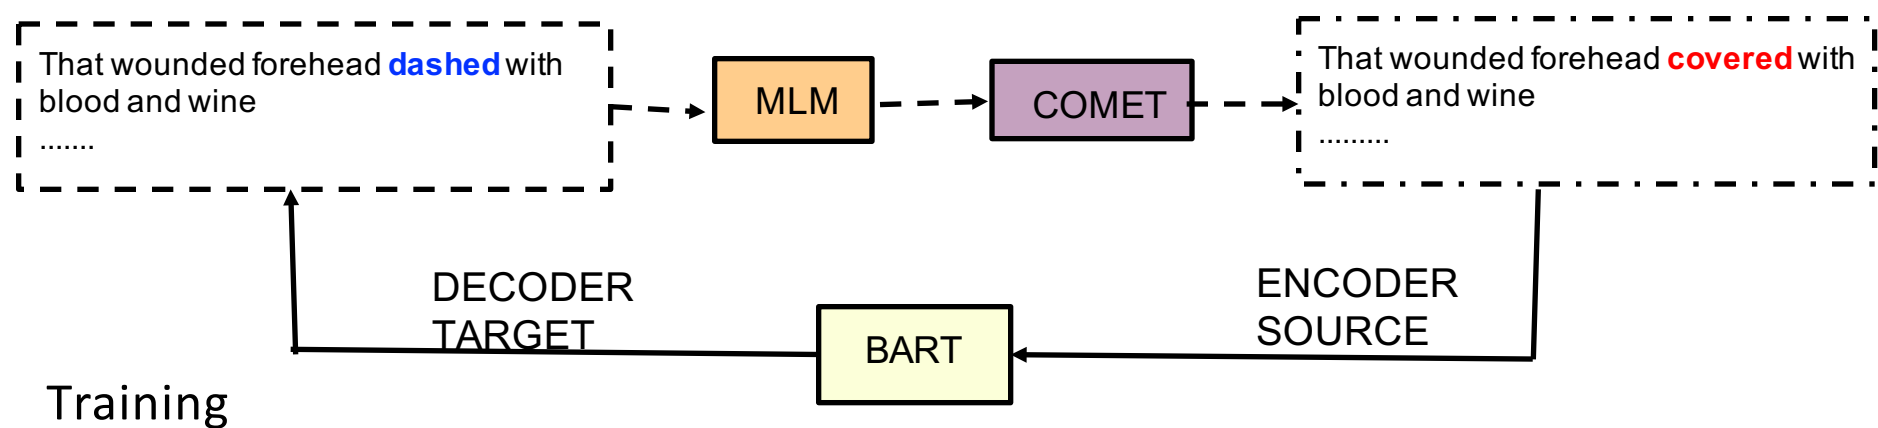 That wounded forehead dashed with
blood and wine
.......
MLM
COMET
That wounded forehead covered with
blood and wine
.........
DECODER
TARGET
BART
ENCODER
SOURCE
Training